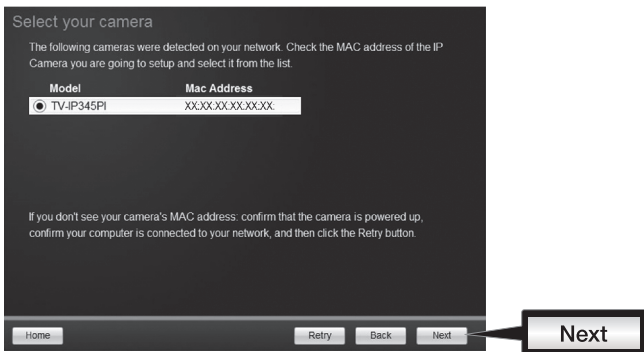 Select your camera
The following cameras were detected on your network. Check the MAC address of the IP
Camera you are going to setup and select it from the list.
Model Mac Address
TV-IP345PI XX:XX:XX:XX:XX:XX:
If you don't see your camera's MAC address: confirm that the camera is powered up,
confirm your computer is connected to your network, and then click the Retry button.
Home Retry Back Next
Next